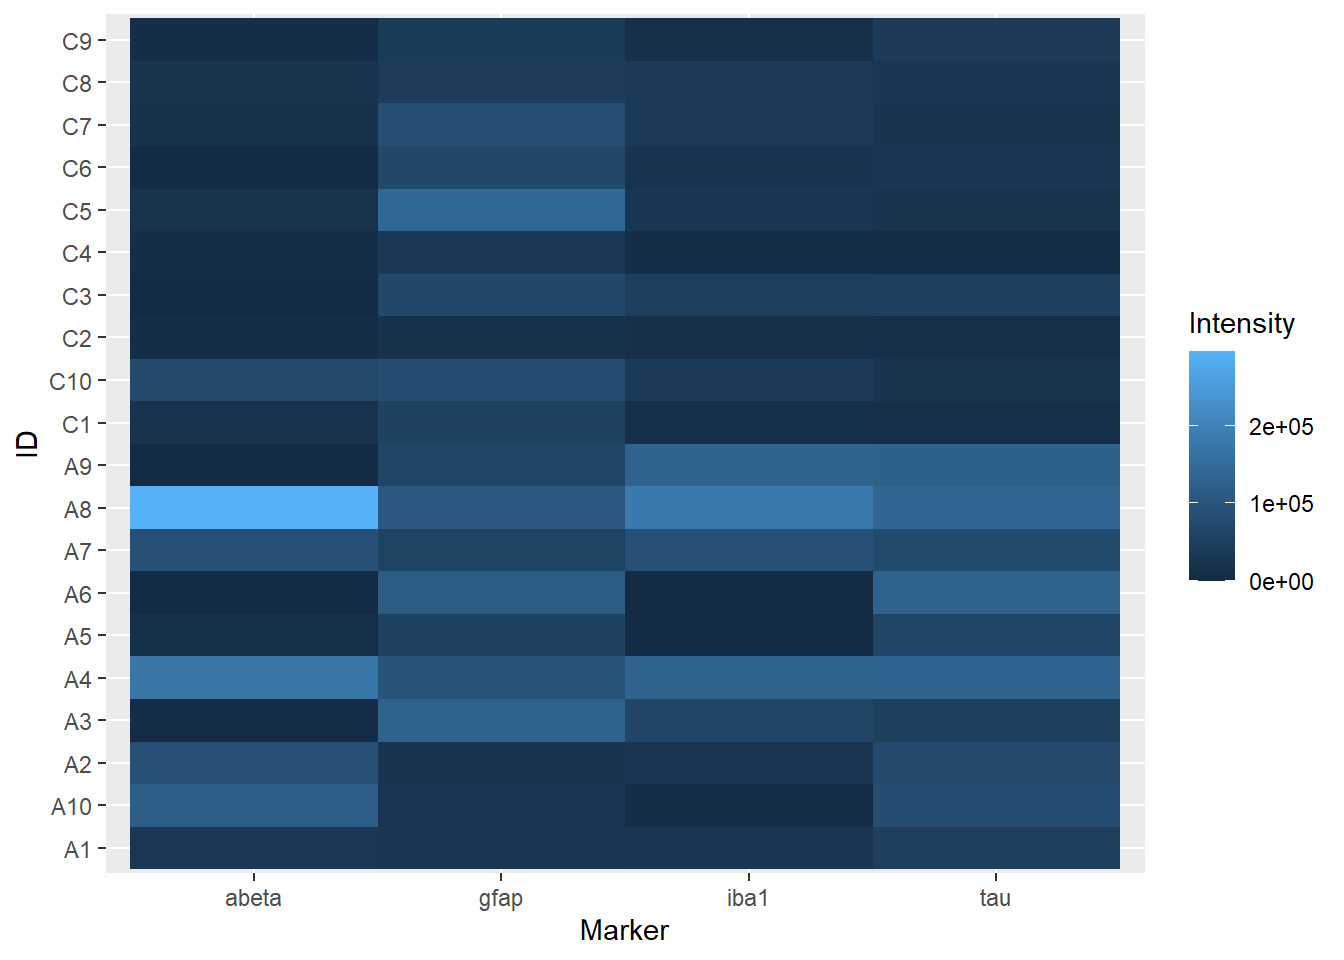 C9
C8
C7
C6
C5
C4
C3
C2
C10
C1
A9
A8
A7
A6
A5
A4
A3
A2
A10
A1
ID
abeta gfap iba1 tau
Marker
Intensity
2e+05
1e+05
0e+00